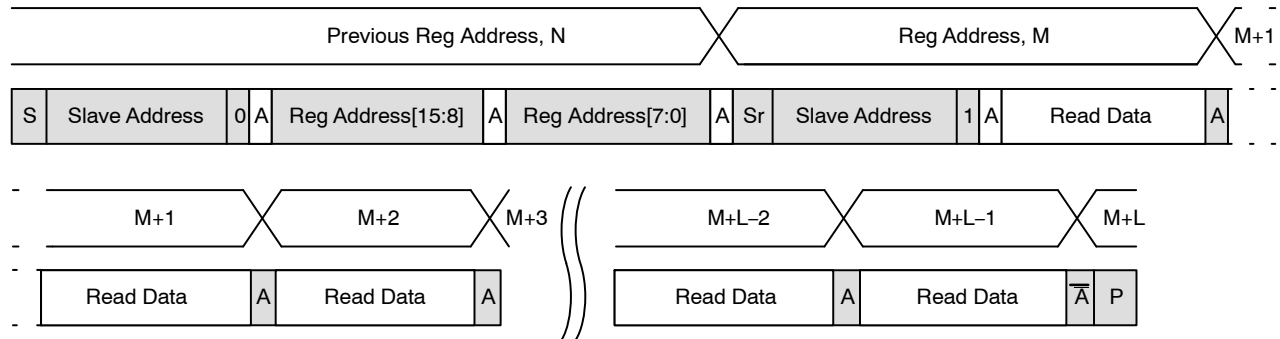 Previous Reg Address, N Reg Address, M M+1
S Slave Address 0 A Reg Address[15:8] A Reg Address[7:0] A Sr Slave Address 1 A Read Data A
M+1 M+2 M+3 M+L−2 M+L−1 M+L
Read Data A Read Data A Read Data A Read Data A̅ P